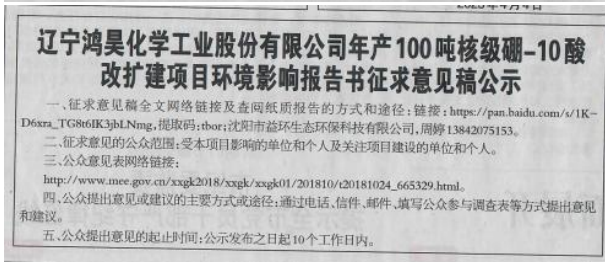 2023年4月4日
辽宁鸿昊化学工业股份有限公司年产100吨核级硼-10酸
改扩建项目环境影响报告书征求意见稿公示
一、征求意见稿全文网络链接及查阅纸质报告的方式和途径:链接:https://pan.baidu.com/s/1K-
D6xra_TG8t6IK3jbLNmg,提取码:tbor;沈阳市益环生态环保科技有限公司,周婷13842075153。
二、征求意见的公众范围:受本项目影响的单位和个人及关注项目建设的单位和个人。
三、公众意见表网络链接:
http://www.mee.gov.cn/xxgk2018/xxgk/xxgk01/201810/t20181024_665329.html。
四、公众提出意见或建议的主要方式或途径:通过电话、信件、邮件、填写公众参与调查表等方式提出意见
和建议。
五、公众提出意见的起止时间:公示发布之日起10个工作日内。